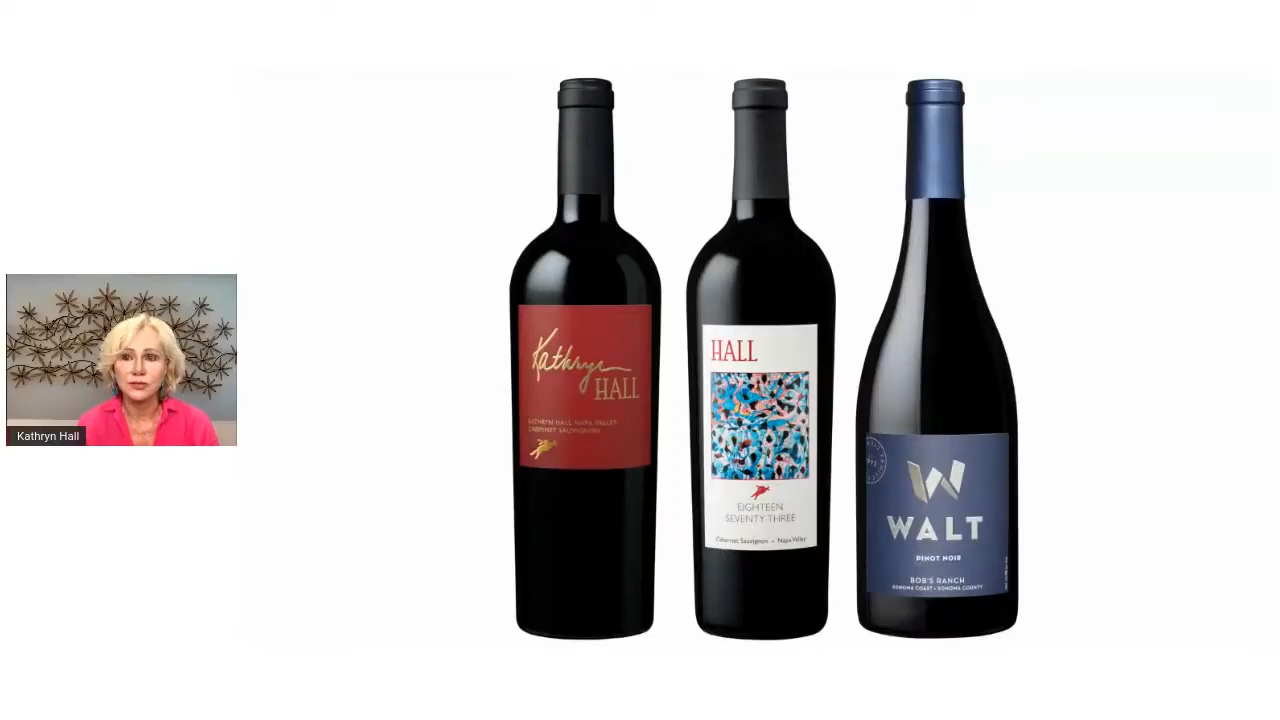 Kathryn Hall
Kathryn
HALL
KATHRYN HALL NAPA VALLEY
CABERNET SAUVIGNON
HALL
EIGHTEEN
SEVENTY-THREE
Cabernet Sauvignon • Napa Valley
W
WALT
PINOT NOIR
BOB'S RANCH
SONOMA COAST • SONOMA COUNTY